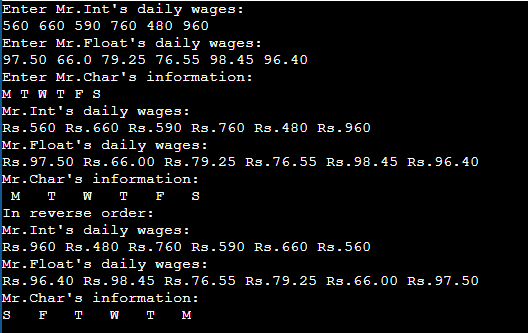 Enter Mr.Int's daily wages:
560 660 590 760 480 960
Enter Mr.Float's daily wages:
97.50 66.0 79.25 76.55 98.45 96.40
Enter Mr.Char's information:
M T W T F S
Mr.Int's daily wages:
Rs.560 Rs.660 Rs.590 Rs.760 Rs.480 Rs.960
Mr.Float's daily wages:
Rs.97.50 Rs.66.00 Rs.79.25 Rs.76.55 Rs.98.45 Rs.96.40
Mr.Char's information:
 M   T   W   T   F   S
In reverse order:
Mr.Int's daily wages:
Rs.960 Rs.480 Rs.760 Rs.590 Rs.660 Rs.560
Mr.Float's daily wages:
Rs.96.40 Rs.98.45 Rs.76.55 Rs.79.25 Rs.66.00 Rs.97.50
Mr.Char's information:
S   F   T   W   T   M